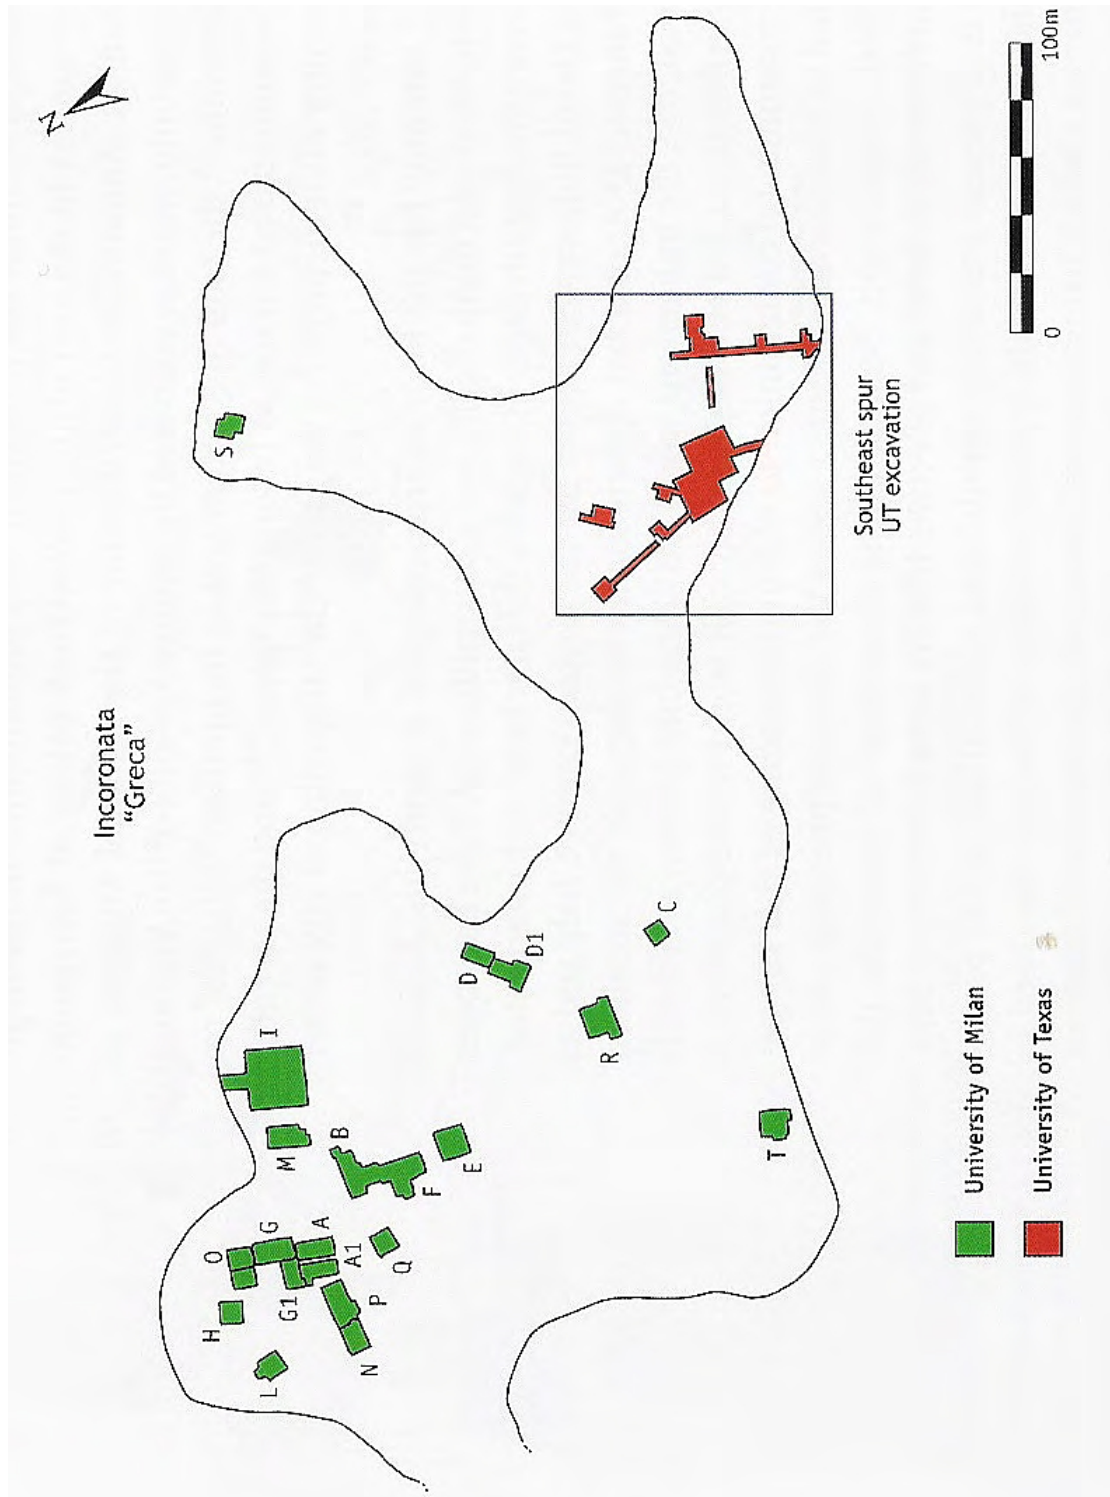 N
Incoronata
“Greca”
S
I
M
B
O
G
A
H
G1
A1
Q
F
E
L
P
N
D
D1
R
C
T
Southeast spur
UT excavation
0
100m
University of Milan
University of Texas